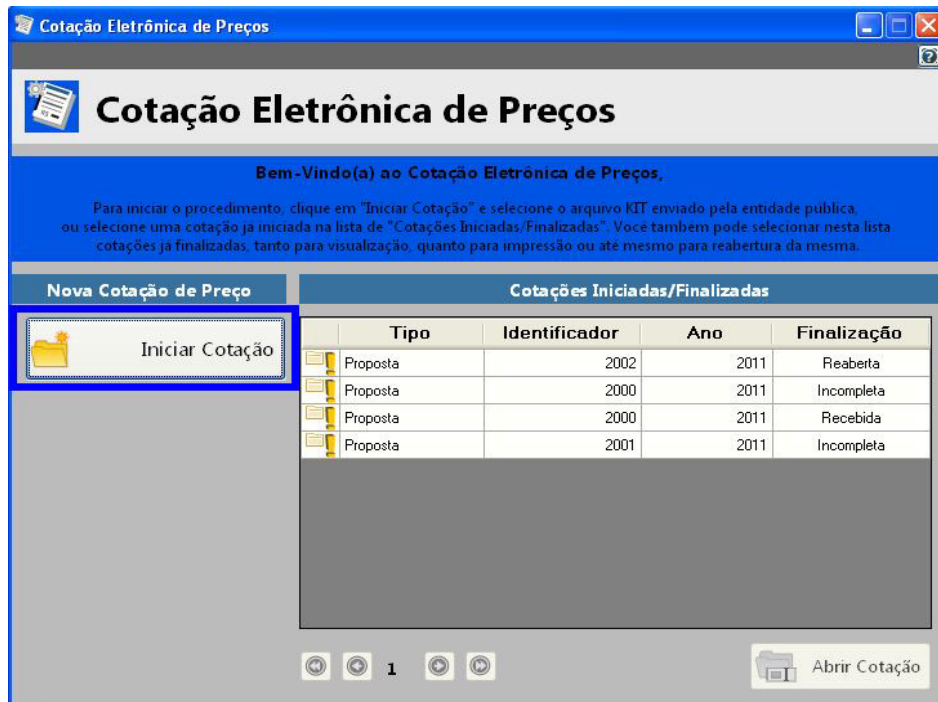 Cotação Eletrônica de Preços
Cotação Eletrônica de Preços
Bem-Vindo(a) ao Cotação Eletrônica de Preços,
Para iniciar o procedimento, clique em "Iniciar Cotação" e selecione o arquivo KIT enviado pela entidade pública,
ou selecione uma cotação já iniciada na lista de "Cotações Iniciadas/Finalizadas". Você também pode selecionar nesta lista
cotações já finalizadas, tanto para visualização, quanto para impressão ou até mesmo para reabertura da mesma.
Nova Cotação de Preço
Iniciar Cotação
Cotações Iniciadas/Finalizadas
Tipo Identificador Ano Finalização
Proposta 2002 2011 Reaberta
Proposta 2000 2011 Incompleta
Proposta 2000 2011 Recebida
Proposta 2001 2011 Incompleta
1
Abrir Cotação